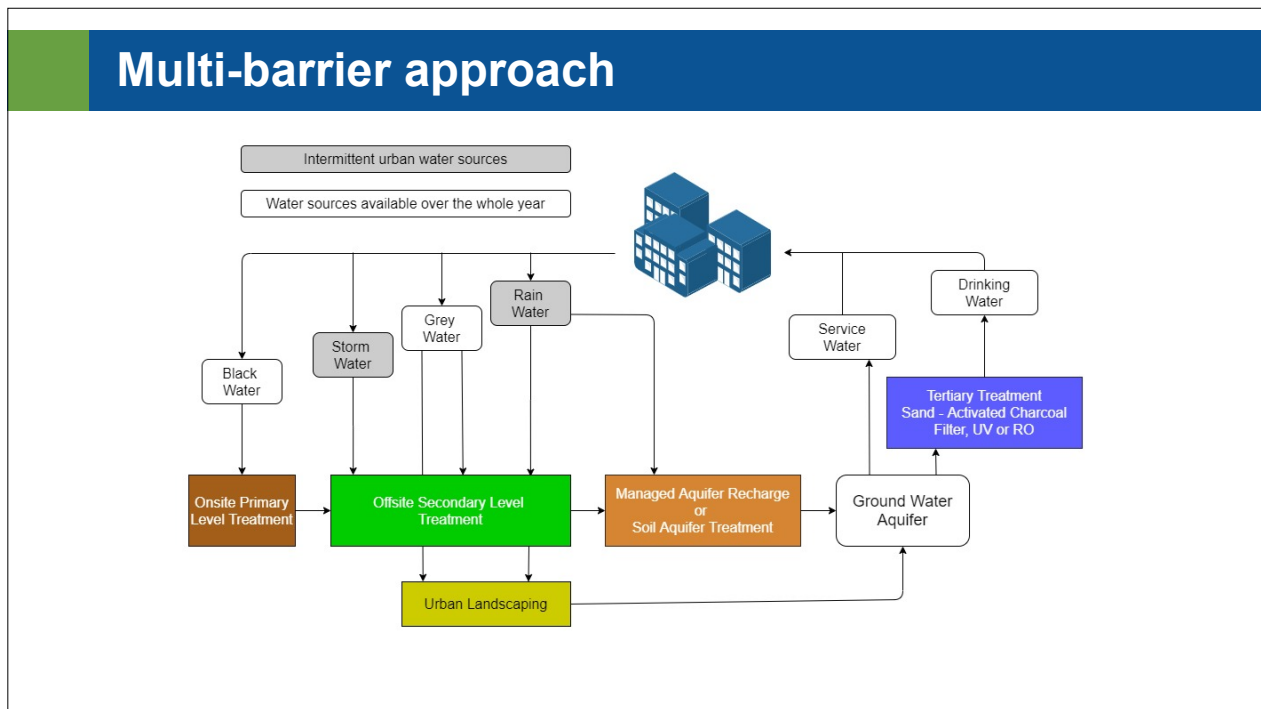 Multi-barrier approach
Intermittent urban water sources
Water sources available over the whole year
Rain
Water
Drinking
Water
Grey
Water
Service
Water
Storm
Water
Black
Water
Tertiary Treatment
Sand - Activated Charcoal
Filter, UV or RO
Onsite Primary
Level Treatment
Offsite Secondary Level
Treatment
Managed Aquifer Recharge
or
Soil Aquifer Treatment
Ground Water
Aquifer
Urban Landscaping